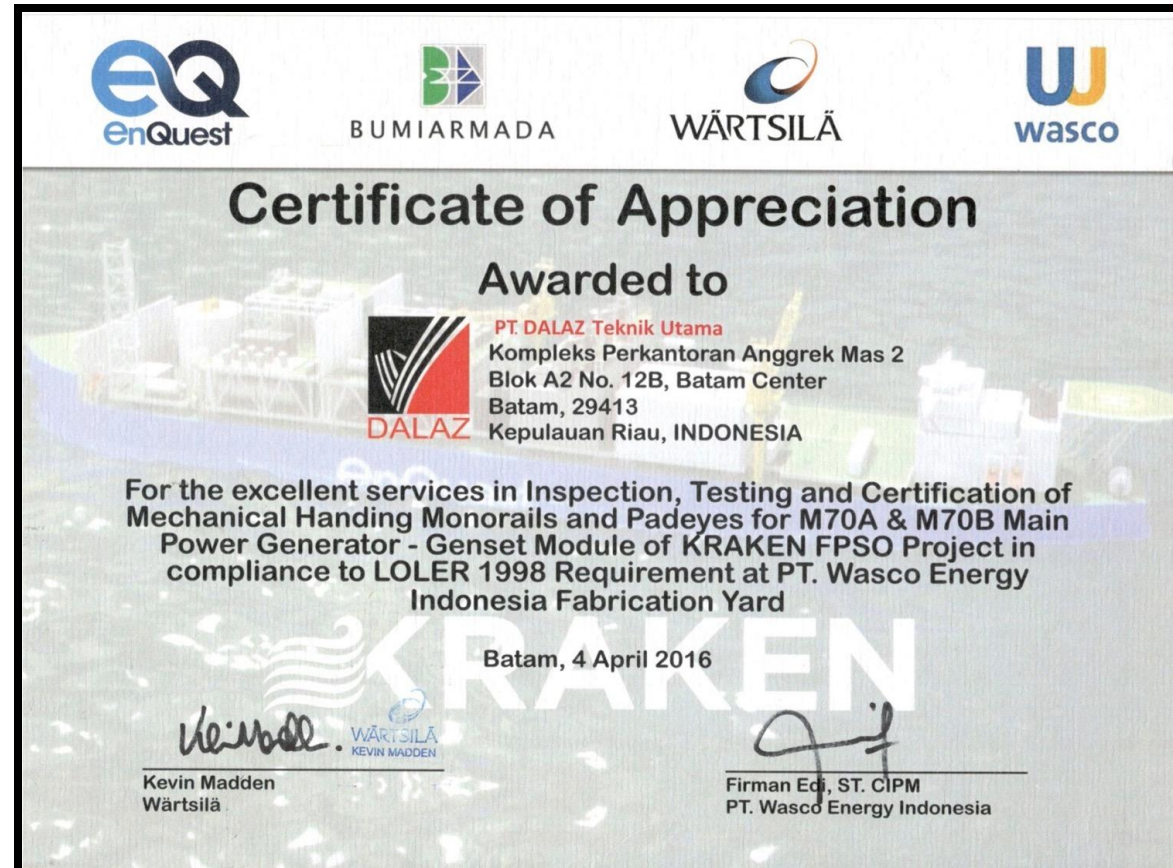 eQ
enQuest
BUMIARMADA
WÄRTSILÄ
wasco
Certificate of Appreciation
Awarded to
DALAZ
PT. DALAZ Teknik Utama
Kompleks Perkantoran Anggrek Mas 2
Blok A2 No. 12B, Batam Center
Batam, 29413
Kepulauan Riau, INDONESIA
EnQuest
For the excellent services in Inspection, Testing and Certification of
Mechanical Handing Monorails and Padeyes for M70A & M70B Main
Power Generator - Genset Module of KRAKEN FPSO Project in
compliance to LOLER 1998 Requirement at PT. Wasco Energy
Indonesia Fabrication Yard
KRAKEN
Batam, 4 April 2016
WÄRTSILÄ
KEVIN MADDEN
Kevin Madden
Wärtsilä
Firman Edi, ST. CIPM
PT. Wasco Energy Indonesia